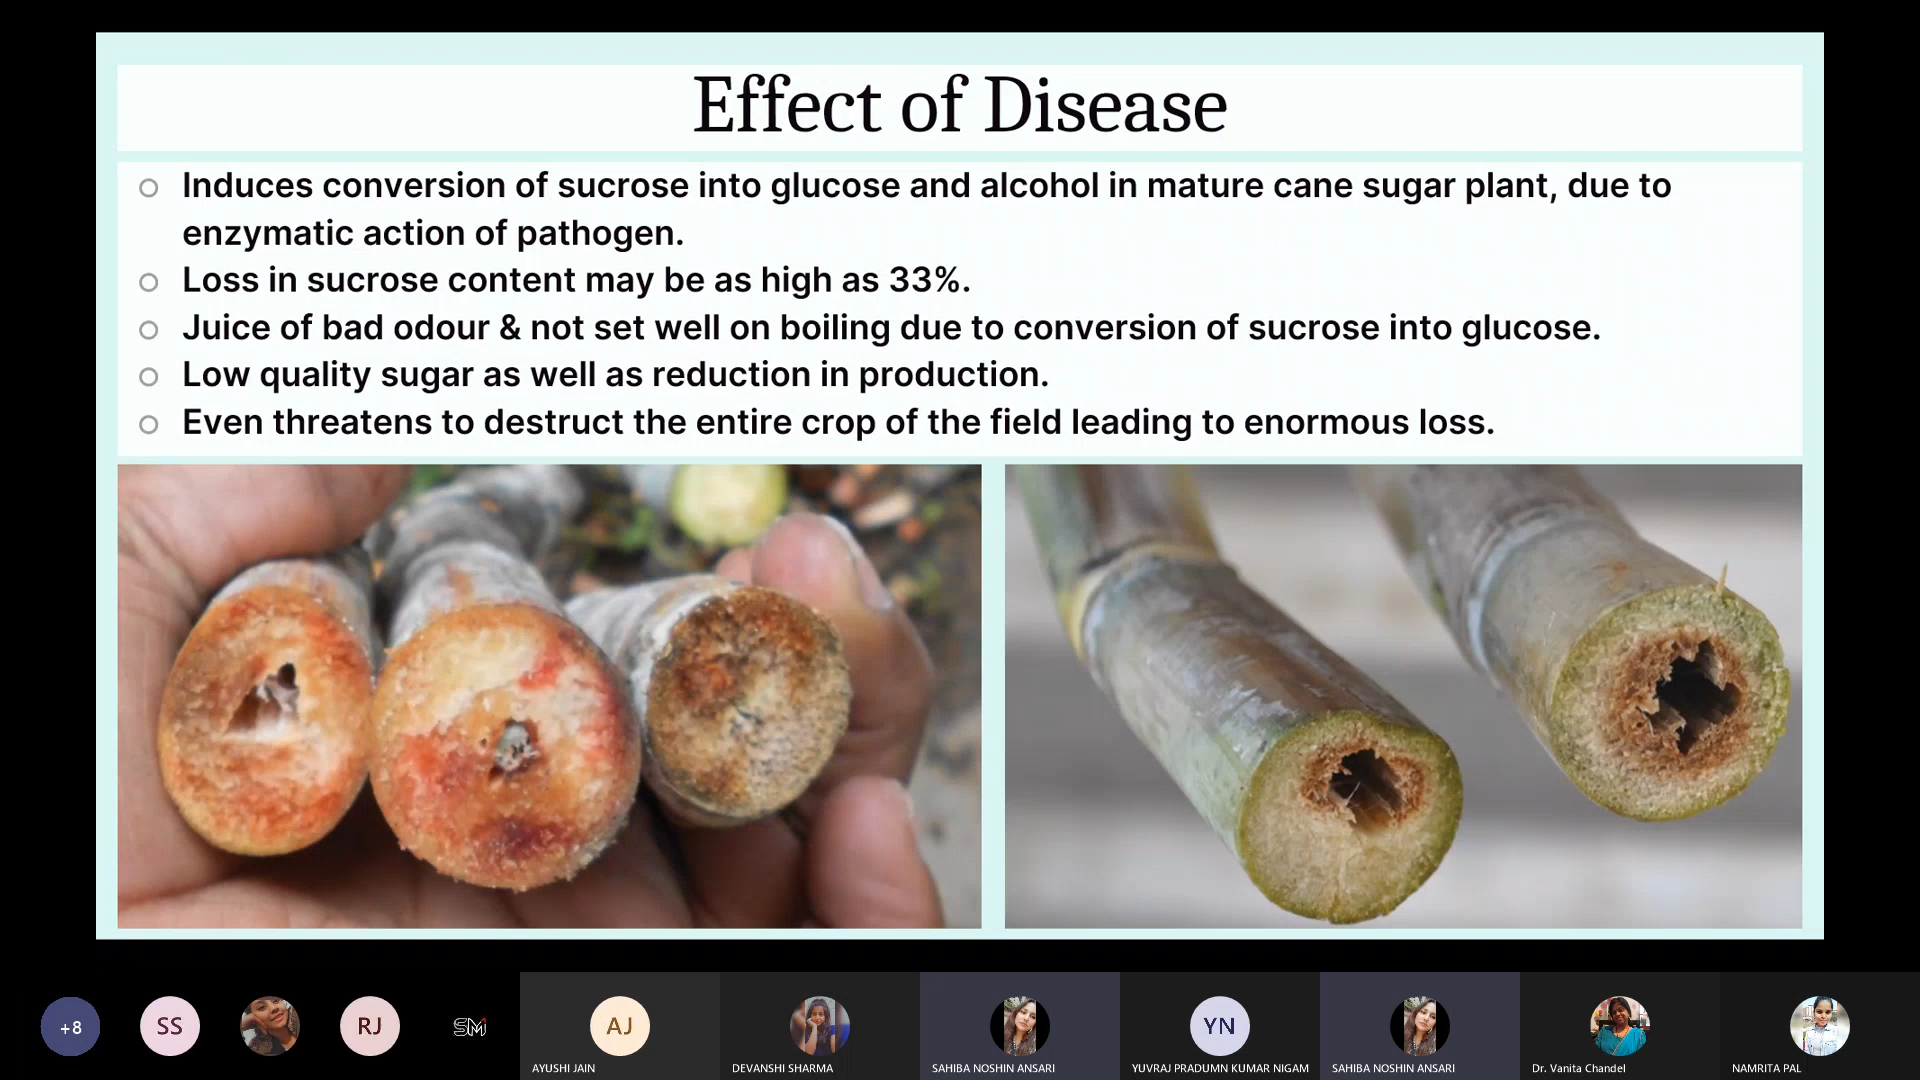 Effect of Disease
Induces conversion of sucrose into glucose and alcohol in mature cane sugar plant, due to
enzymatic action of pathogen.
Loss in sucrose content may be as high as 33%.
Juice of bad odour & not set well on boiling due to conversion of sucrose into glucose.
Low quality sugar as well as reduction in production.
Even threatens to destruct the entire crop of the field leading to enormous loss.
+8
SS
RJ
SM
AJ
YN
AYUSHI JAIN
DEVANSHI SHARMA
SAHIBA NOSHIN ANSARI
YUVRAJ PRADUMN KUMAR NIGAM
SAHIBA NOSHIN ANSARI
Dr. Vanita Chandel
NAMRITA PAL